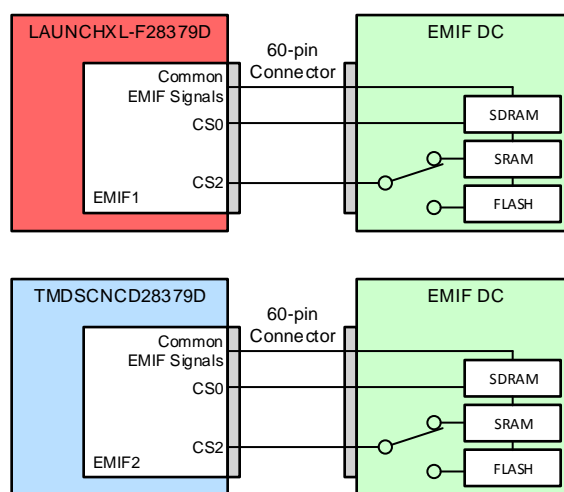 LAUNCHXL-F28379D
60-pin
Connector
EMIF DC
Common
EMIF Signals
CS0
CS2
EMIF1
SDRAM
SRAM
FLASH
TMDSCNCD28379D
60-pin
Connector
EMIF DC
Common
EMIF Signals
CS0
CS2
EMIF2
SDRAM
SRAM
FLASH